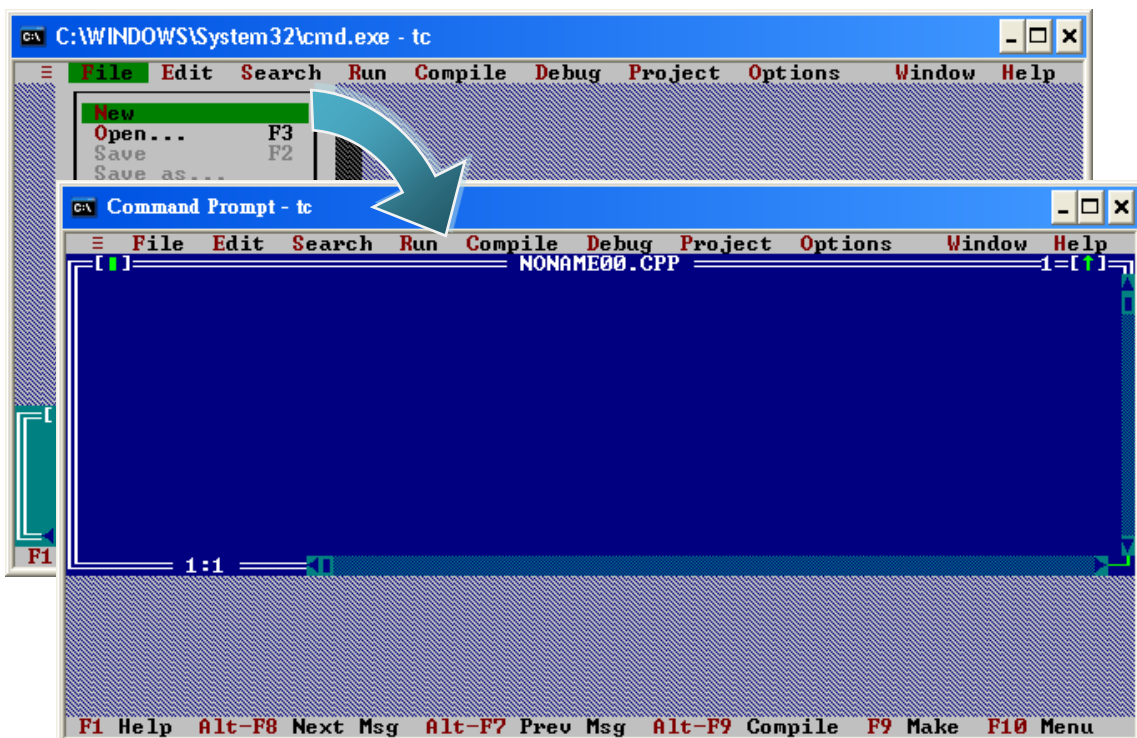 C:\WINDOWS\System32\cmd.exe - tc
≡ File Edit Search Run Compile Debug Project Options Window Help
New
Open... F3
Save F2
Save as...
Command Prompt - tc
≡ File Edit Search Run Compile Debug Project Options Window Help
[▮] NONAME00.CPP 1=[↑]
1:1
F1
F1 Help Alt-F8 Next Msg Alt-F7 Prev Msg Alt-F9 Compile F9 Make F10 Menu